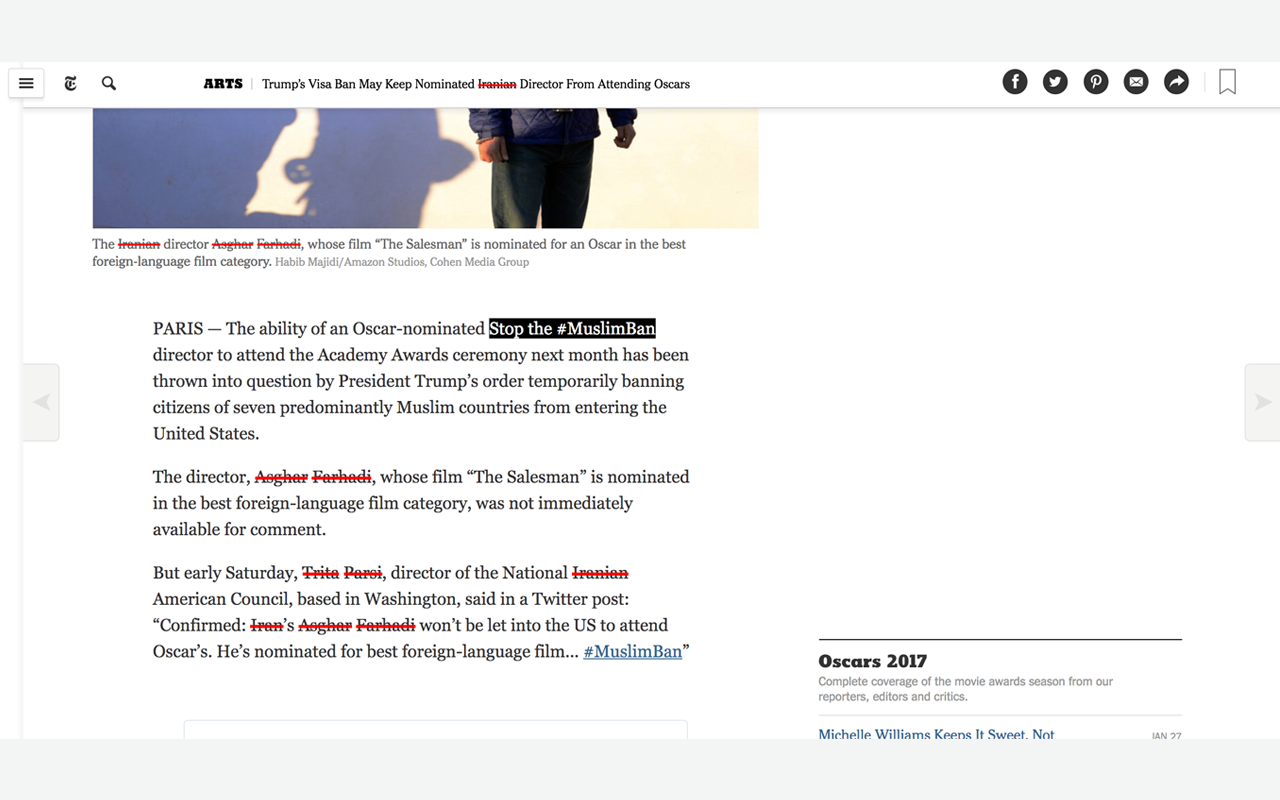 ARTS Trump's Visa Ban May Keep Nominated Iranian Director From Attending Oscars
The Iranian director Asghar Farhadi, whose film “The Salesman” is nominated for an Oscar in the best
foreign-language film category. Habib Majidi/Amazon Studios, Cohen Media Group
PARIS — The ability of an Oscar-nominated Stop the #MuslimBan
director to attend the Academy Awards ceremony next month has been
thrown into question by President Trump’s order temporarily banning
citizens of seven predominantly Muslim countries from entering the
United States.
The director, Asghar Farhadi, whose film “The Salesman” is nominated
in the best foreign-language film category, was not immediately
available for comment.
But early Saturday, Trita Parsi, director of the National Iranian
American Council, based in Washington, said in a Twitter post:
“Confirmed: Iran’s Asghar Farhadi won’t be let into the US to attend
Oscar’s. He’s nominated for best foreign-language film... #MuslimBan”
Oscars 2017
Complete coverage of the movie awards season from our
reporters, editors and critics.
Michelle Williams Keeps It Sweet, Not JAN 27